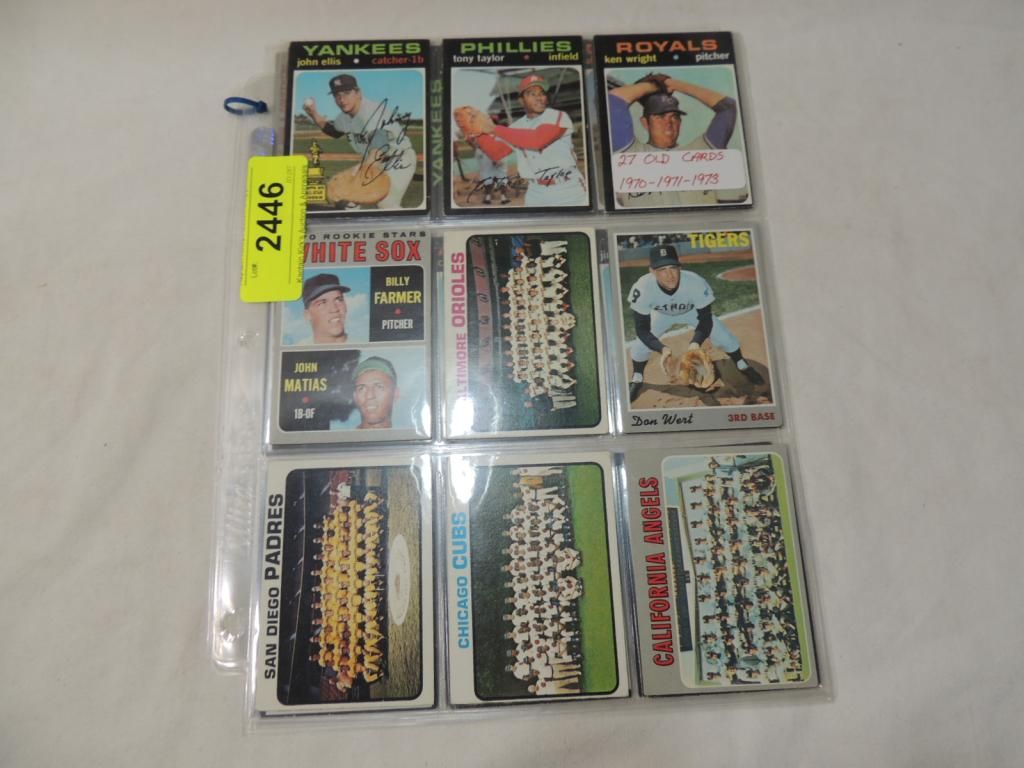 YANKEES
john ellis • catcher-1b
PHILLIES
tony taylor • infield
ROYALS
ken wright • pitcher
YANKEES
27 OLD CARDS
1970-1971-1973
Lot#: 2446
ROOKIE STARS
WHITE SOX
BILLY
FARMER
•
PITCHER
JOHN
MATIAS
•
1B-OF
BALTIMORE ORIOLES
TIGERS
DETROIT
Don Wert 3RD BASE
SAN DIEGO PADRES
CHICAGO CUBS
CALIFORNIA ANGELS